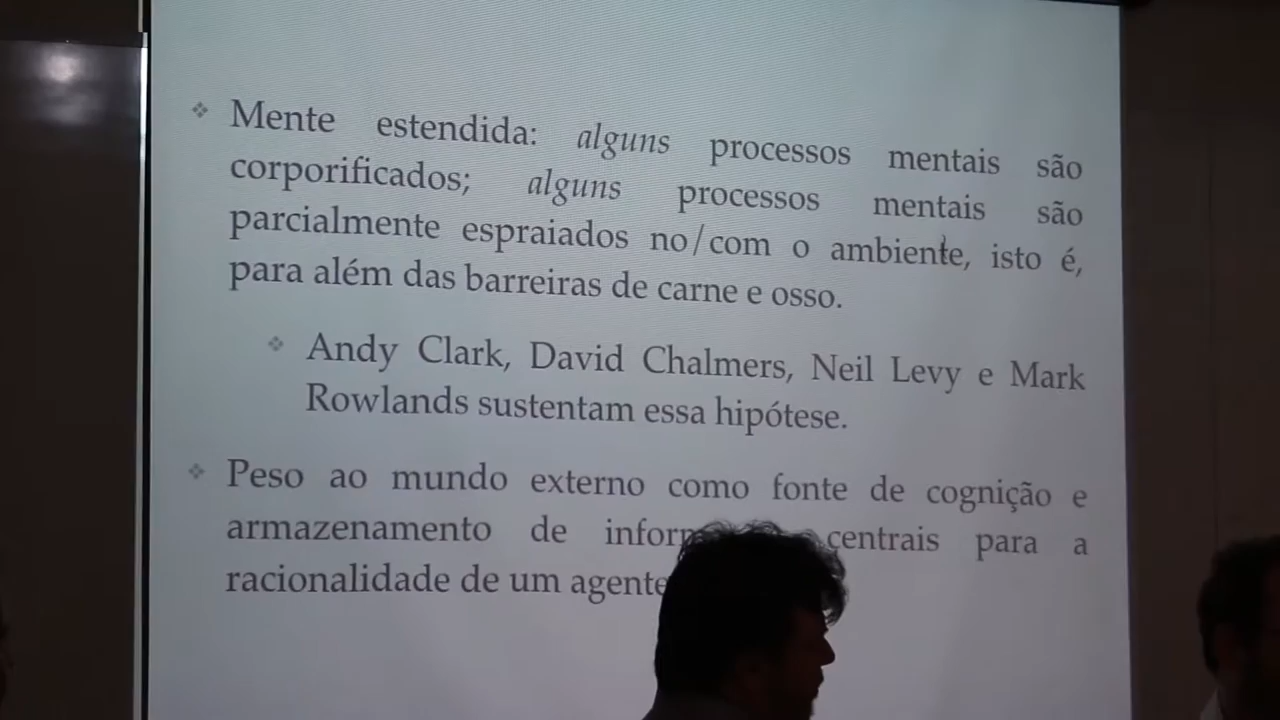 Mente estendida: alguns processos mentais são
corporificados; alguns processos mentais são
parcialmente espraiados no/com o ambiente, isto é,
para além das barreiras de carne e osso.
Andy Clark, David Chalmers, Neil Levy e Mark
Rowlands sustentam essa hipótese.
Peso ao mundo externo como fonte de cognição e
armazenamento de centrais para a
racionalidade de um agente